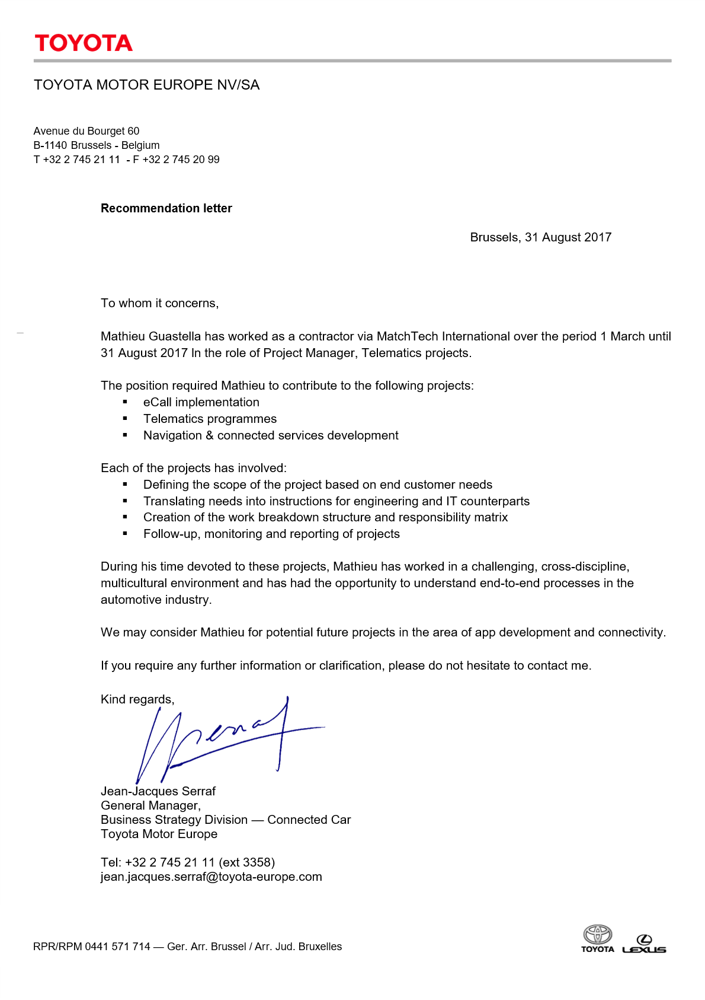 TOYOTA
TOYOTA MOTOR EUROPE NV/SA
Avenue du Bourget 60
B-1140 Brussels - Belgium
T +32 2 745 21 11 - F +32 2 745 20 99
Recommendation letter
Brussels, 31 August 2017
To whom it concerns,
Mathieu Guastella has worked as a contractor via MatchTech International over the period 1 March until
31 August 2017 In the role of Project Manager, Telematics projects.
The position required Mathieu to contribute to the following projects:
▪ eCall implementation
▪ Telematics programmes
▪ Navigation & connected services development
Each of the projects has involved:
▪ Defining the scope of the project based on end customer needs
▪ Translating needs into instructions for engineering and IT counterparts
▪ Creation of the work breakdown structure and responsibility matrix
▪ Follow-up, monitoring and reporting of projects
During his time devoted to these projects, Mathieu has worked in a challenging, cross-discipline,
multicultural environment and has had the opportunity to understand end-to-end processes in the
automotive industry.
We may consider Mathieu for potential future projects in the area of app development and connectivity.
If you require any further information or clarification, please do not hesitate to contact me.
Kind regards,
Jean-Jacques Serraf
General Manager,
Business Strategy Division — Connected Car
Toyota Motor Europe
Tel: +32 2 745 21 11 (ext 3358)
jean.jacques.serraf@toyota-europe.com
RPR/RPM 0441 571 714 — Ger. Arr. Brussel / Arr. Jud. Bruxelles
TOYOTA LEXUS